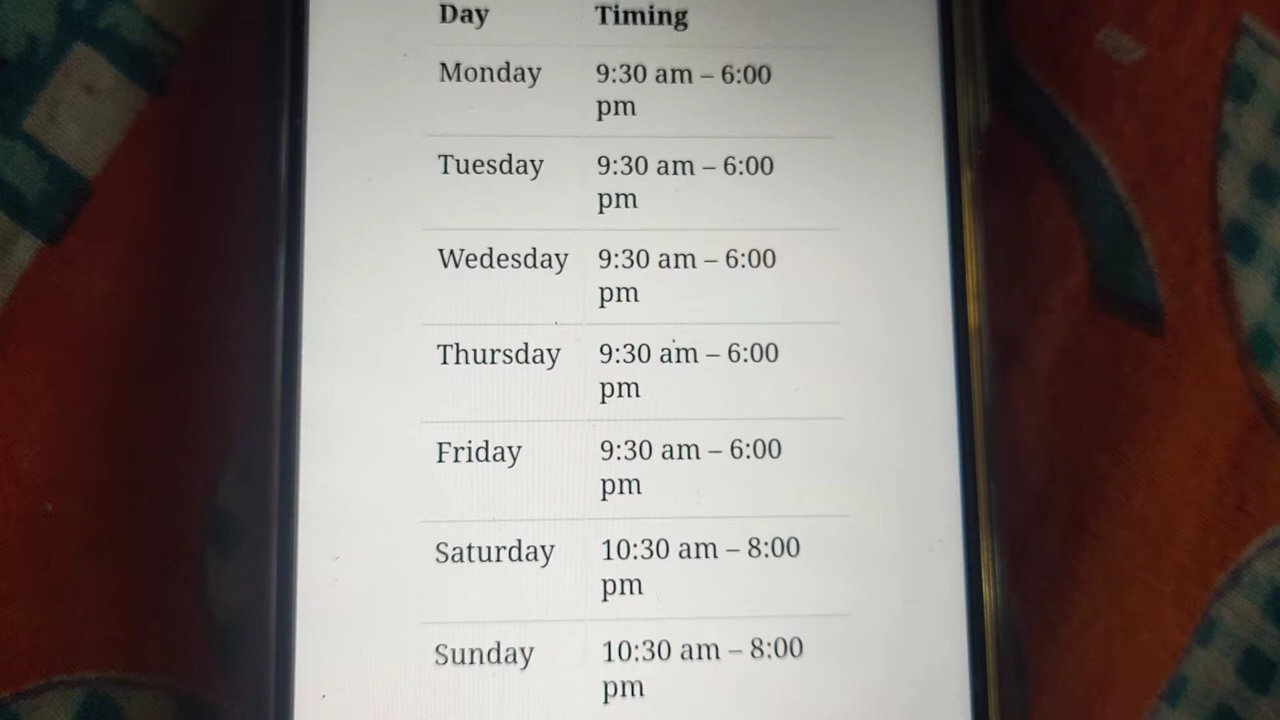 Day Timing
Monday 9:30 am – 6:00
pm
Tuesday 9:30 am – 6:00
pm
Wedesday 9:30 am – 6:00
pm
Thursday 9:30 am – 6:00
pm
Friday 9:30 am – 6:00
pm
Saturday 10:30 am – 8:00
pm
Sunday 10:30 am – 8:00
pm